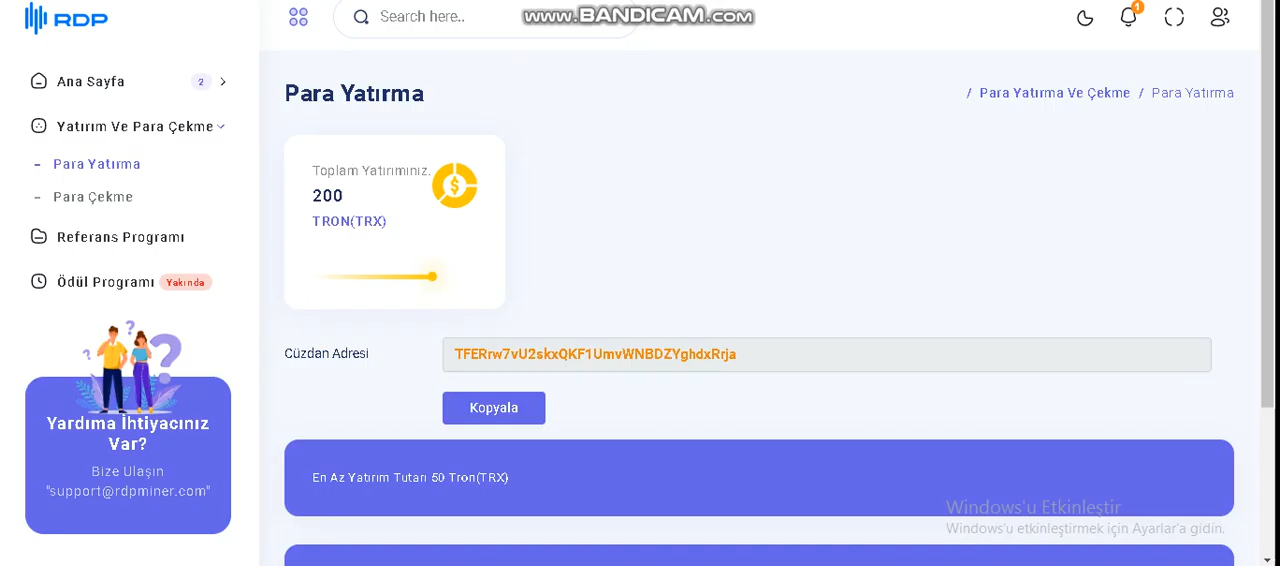 RDP
Search here..
www.BANDICAM.com
1
Ana Sayfa
2
Yatırım Ve Para Çekme
- Para Yatırma
- Para Çekme
Referans Programı
Ödül Programı
Yakında
Yardıma İhtiyacınız
Var?
Bize Ulaşın
"support@rdpminer.com"
Para Yatırma
/ Para Yatırma Ve Çekme / Para Yatırma
Toplam Yatırımınız.
200
TRON(TRX)
Cüzdan Adresi
TFERrw7vU2skxQKF1UmvWNBDZYghdxRrja
Kopyala
En Az Yatırım Tutarı 50 Tron(TRX)
Windows'u Etkinleştir
Windows'u etkinleştirmek için Ayarlar'a gidin.